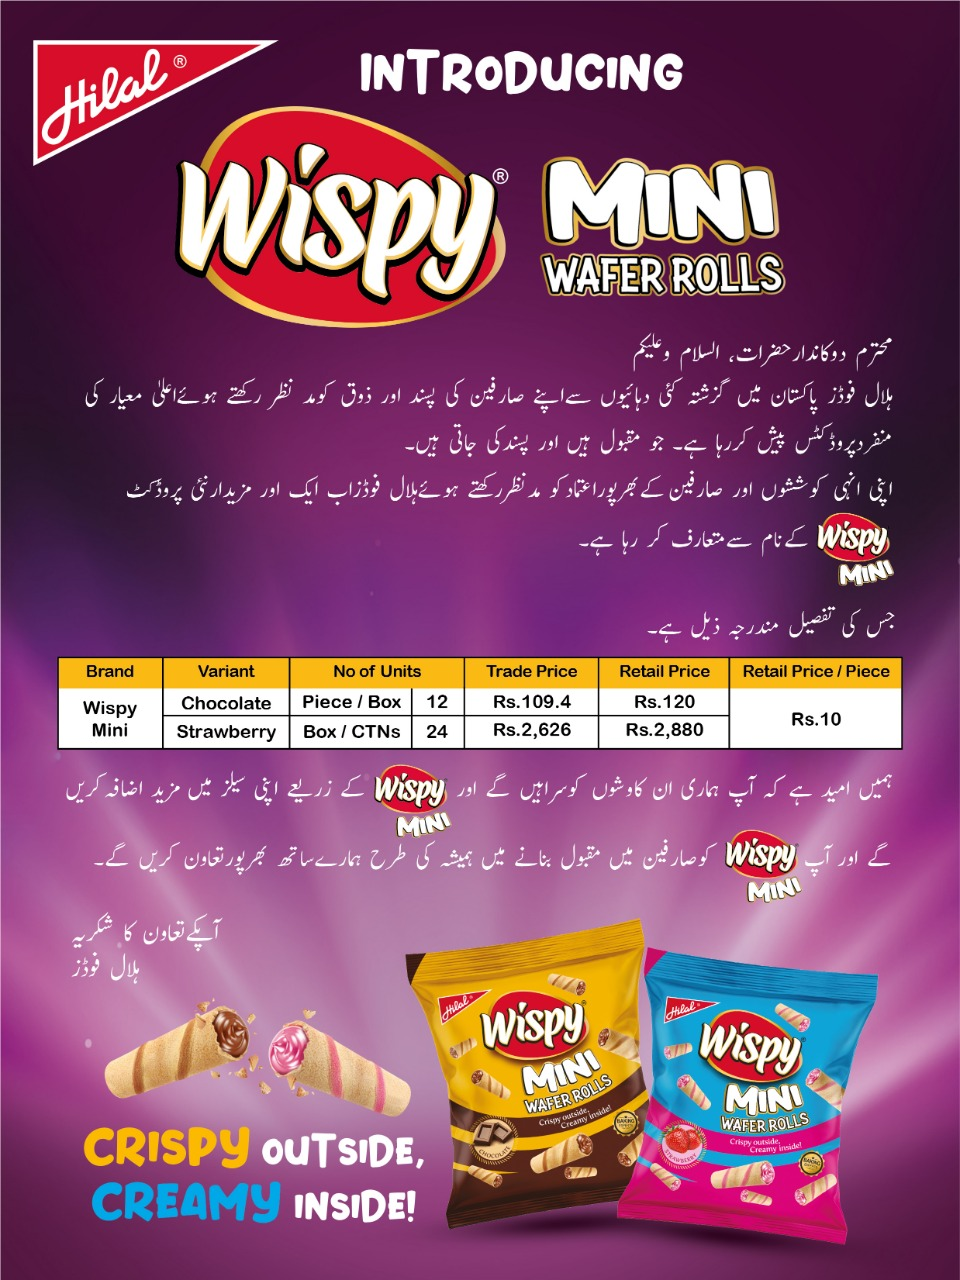 Hilal®
INTRODUCING
Wispy® MINI
WAFER ROLLS
محترم دوکاندار حضرات، السلام وعلیکم
ہلال فوڈز پاکستان میں گزشتہ کئی دہائیوں سے اپنے صارفین کی پسند اور ذوق کو مد نظر رکھتے ہوئے اعلیٰ معیار کی
منفرد پروڈکٹس پیش کر رہا ہے۔ جو مقبول ہیں اور پسند کی جاتی ہیں۔
اپنی انہی کوششوں اور صارفین کے بھرپور اعتماد کو مد نظر رکھتے ہوئے ہلال فوڈز اب ایک اور مزیدار نئی پروڈکٹ
Wispy MINI کے نام سے متعارف کر رہا ہے۔
جس کی تفصیل مندرجہ ذیل ہے۔
Brand Variant No of Units Trade Price Retail Price Retail Price / Piece
Wispy Mini Chocolate Piece / Box 12 Rs.109.4 Rs.120 Rs.10
Strawberry Box / CTNs 24 Rs.2,626 Rs.2,880
ہمیں امید ہے کہ آپ ہماری ان کاوشوں کو سراہیں گے اور Wispy MINI کے زریعے اپنی سیلز میں مزید اضافہ کریں
گے اور آپ Wispy MINI کو صارفین میں مقبول بنانے میں ہمیشہ کی طرح ہمارے ساتھ بھرپور تعاون کریں گے۔
آپکے تعاون کا شکریہ
ہلال فوڈز
CRISPY OUTSIDE,
CREAMY INSIDE!
Hilal
Wispy
MINI
WAFER ROLLS
Crispy outside,
Creamy inside!
CHOCOLATE
BAKING
Hilal
Wispy
MINI
WAFER ROLLS
Crispy outside,
Creamy inside!
STRAWBERRY
BAKING